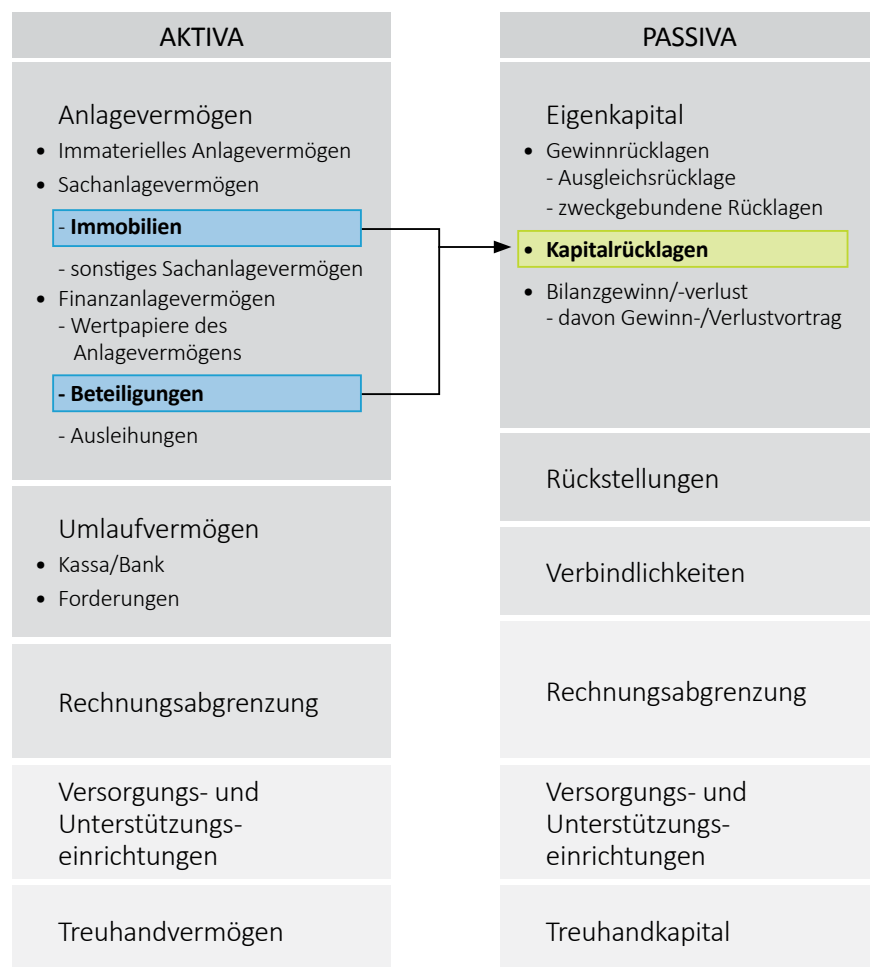 AKTIVA
Anlagevermögen
• Immaterielles Anlagevermögen
• Sachanlagevermögen
- Immobilien
- sonstiges Sachanlagevermögen
• Finanzanlagevermögen
- Wertpapiere des
Anlagevermögens
- Beteiligungen
- Ausleihungen
Umlaufvermögen
• Kassa/Bank
• Forderungen
Rechnungsabgrenzung
Versorgungs- und
Unterstützungs-
einrichtungen
Treuhandvermögen
PASSIVA
Eigenkapital
• Gewinnrücklagen
- Ausgleichsrücklage
- zweckgebundene Rücklagen
• Kapitalrücklagen
• Bilanzgewinn/-verlust
- davon Gewinn-/Verlustvortrag
Rückstellungen
Verbindlichkeiten
Rechnungsabgrenzung
Versorgungs- und
Unterstützungs-
einrichtungen
Treuhandkapital